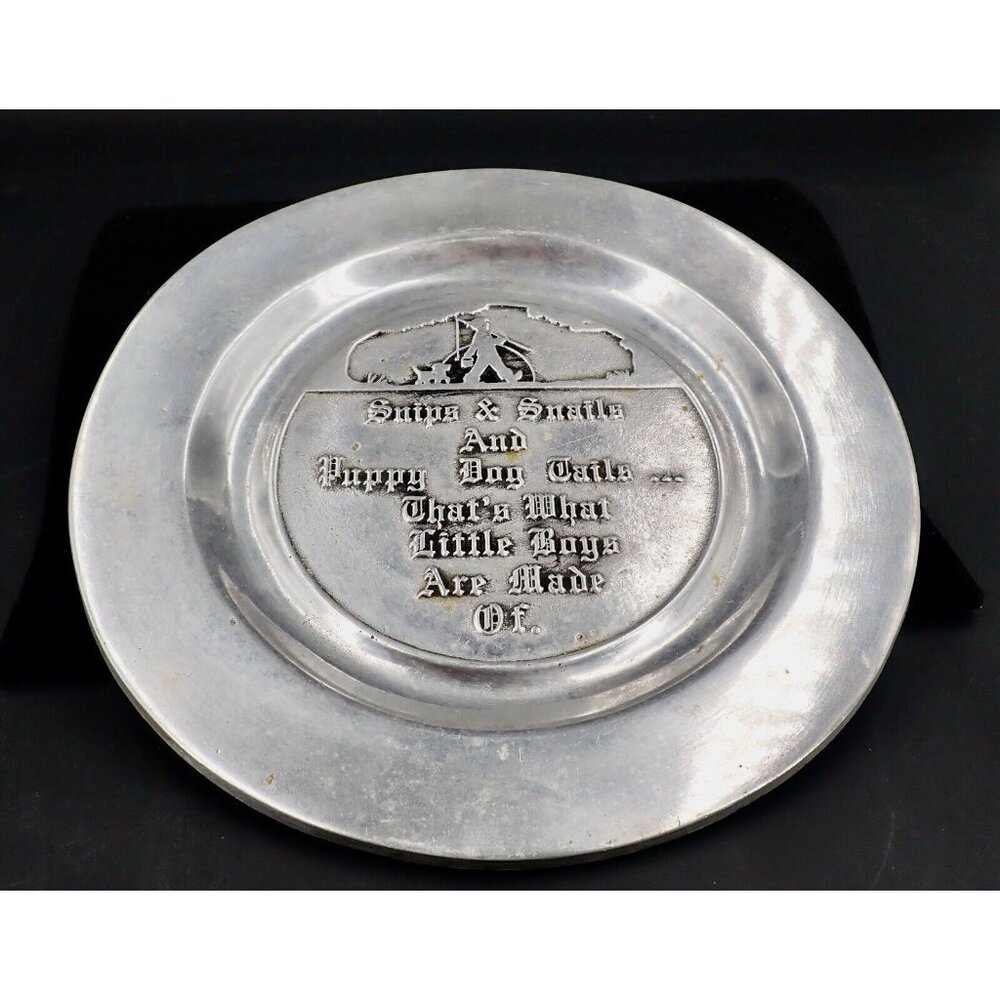 Snips & Snails
And
Puppy Dog Tails ...
That's What
Little Boys
Are Made
Of.